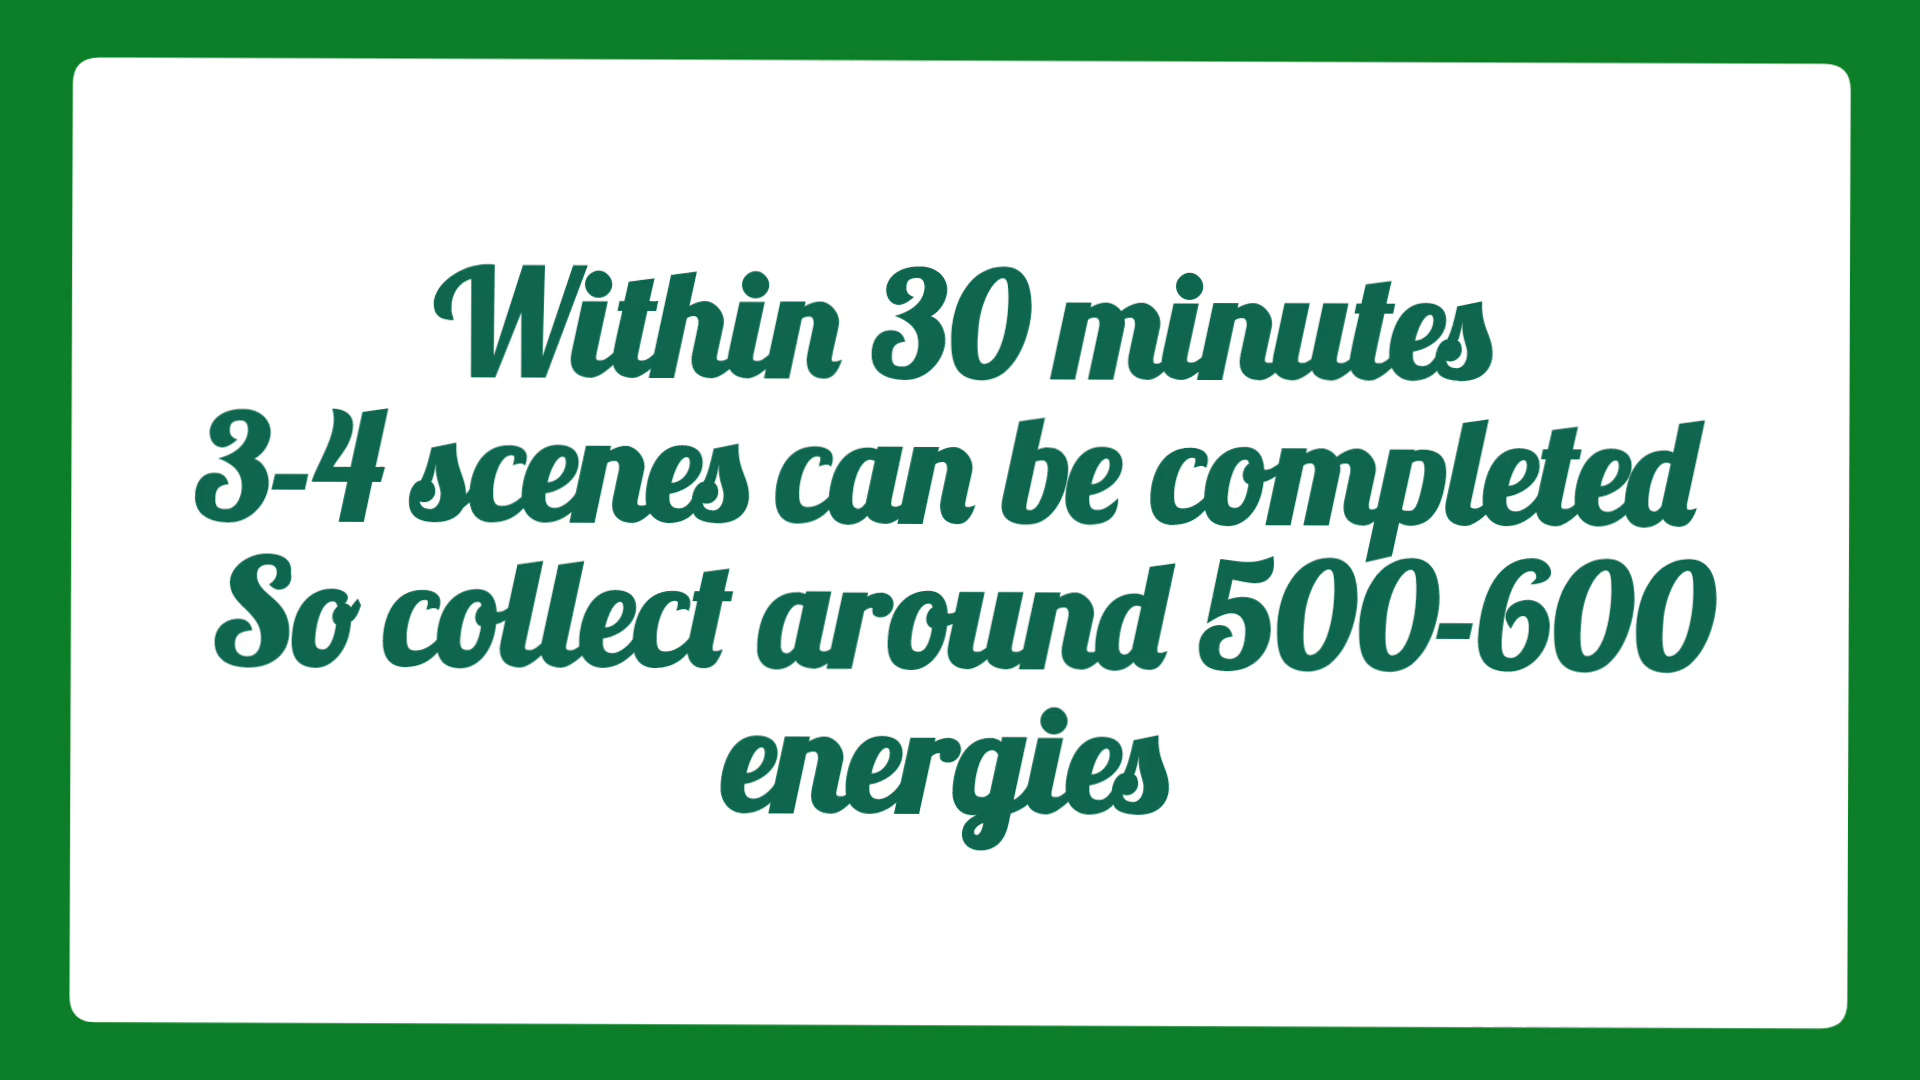 Within 30 minutes
3-4 scenes can be completed
So collect around 500-600
energies